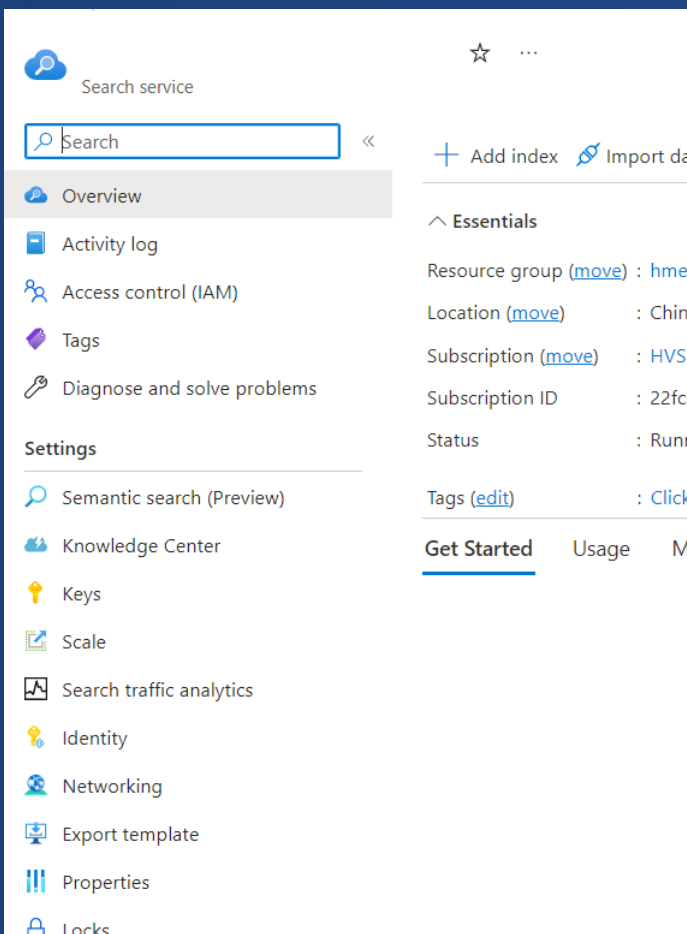 Search service
Search
Overview
Activity log
Access control (IAM)
Tags
Diagnose and solve problems
Settings
Semantic search (Preview)
Knowledge Center
Keys
Scale
Search traffic analytics
Identity
Networking
Export template
Properties
Locks
Add index Import
Essentials
Resource group (move) : hme
Location (move) : Chin
Subscription (move) : HVS
Subscription ID : 22fc
Status : Runn
Tags (edit) : Click
Get Started Usage